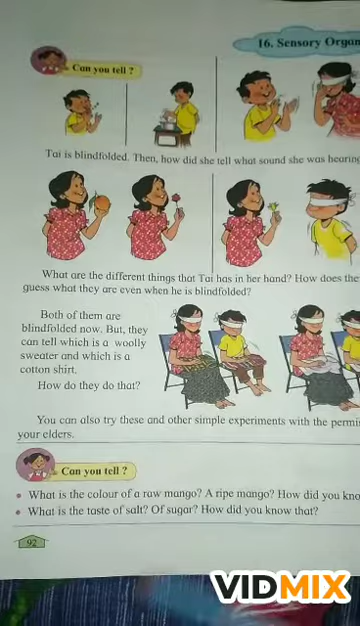 16. Sensory Organ
Can you tell ?
Tai is blindfolded. Then, how did she tell what sound she was hearing
What are the different things that Tai has in her hand? How does the
guess what they are even when he is blindfolded?
Both of them are
blindfolded now. But, they
can tell which is a woolly
sweater and which is a
cotton shirt.
How do they do that?
You can also try these and other simple experiments with the permis
your elders.
Can you tell ?
• What is the colour of a raw mango? A ripe mango? How did you kno
• What is the taste of salt? Of sugar? How did you know that?
92
VIDMIX